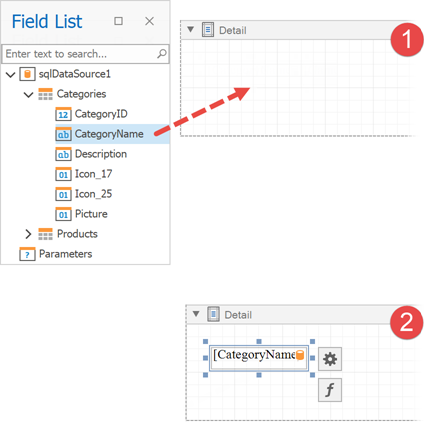 Field List
Enter text to search...
sqlDataSource1
Categories
12 CategoryID
ab CategoryName
ab Description
01 Icon_17
01 Icon_25
01 Picture
Products
? Parameters
Detail
1
Detail
2
[CategoryName
f